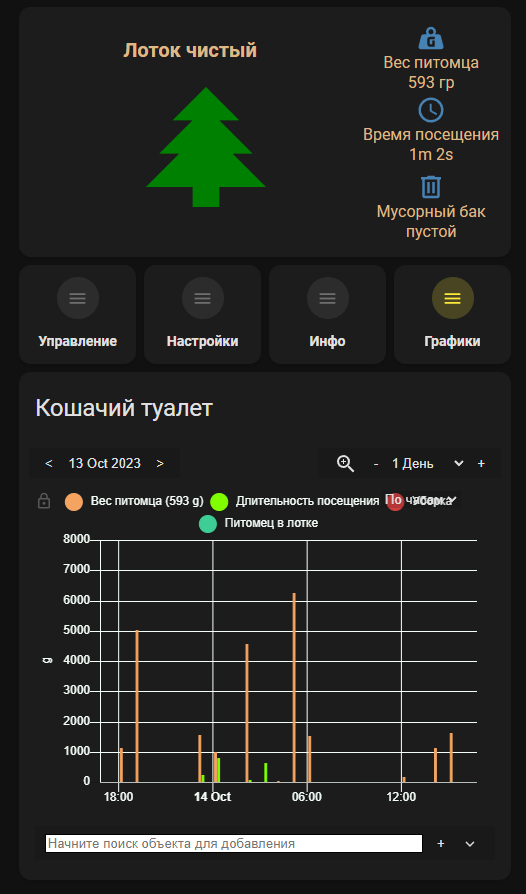 Лоток чистый
Вес питомца
593 гр
Время посещения
1m 2s
Мусорный бак
пустой
Управление
Настройки
Инфо
Графики
Кошачий туалет
< 13 Oct 2023 >
- 1 День +
Вес питомца (593 g) Длительность посещения Уборка
Питомец в лотке
8000
7000
6000
5000
4000
3000
2000
1000
0
g
18:00 14 Oct 06:00 12:00
Начните поиск объекта для добавления +